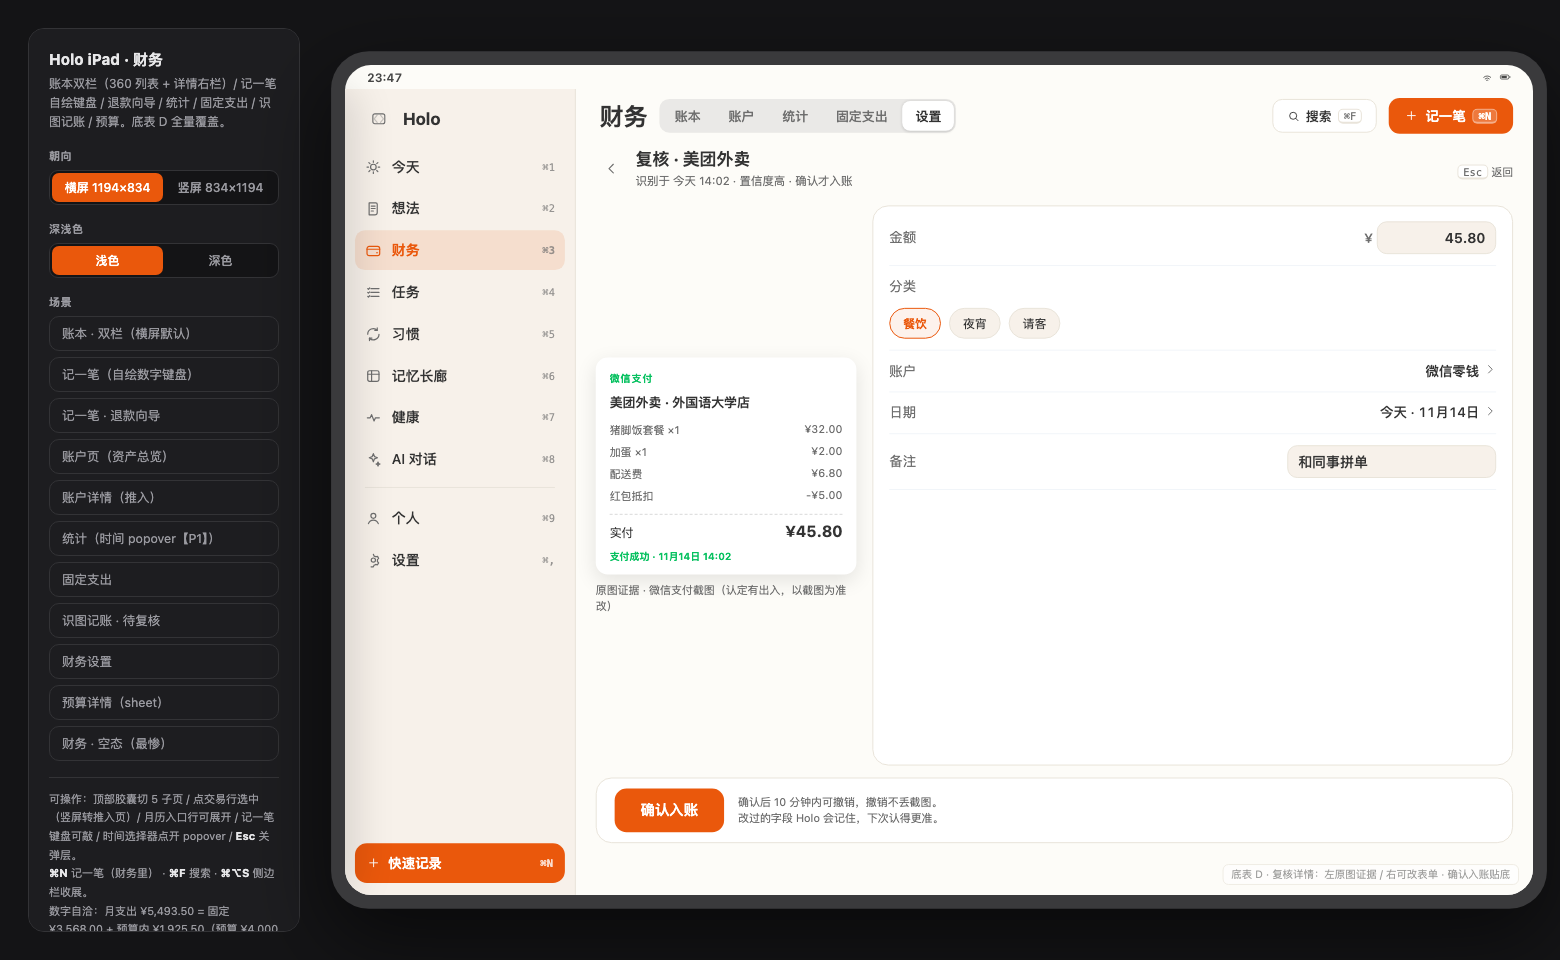 Holo iPad · 财务
账本双栏（360 列表 + 详情右栏）/ 记一笔
自绘键盘 / 退款向导 / 统计 / 固定支出 / 识
图记账 / 预算。底表 D 全量覆盖。
朝向
横屏 1194×834
竖屏 834×1194
深浅色
浅色
深色
场景
账本 · 双栏（横屏默认）
记一笔（自绘数字键盘）
记一笔 · 退款向导
账户页（资产总览）
账户详情（推入）
统计（时间 popover【P1】）
固定支出
识图记账 · 待复核
财务设置
预算详情（sheet）
财务 · 空态（最惨）
可操作：顶部胶囊切 5 子页 / 点交易行选中
（竖屏转推入页）/ 月历入口行可展开 / 记一笔
键盘可敲 / 时间选择器点开 popover / Esc 关
弹层。
⌘N 记一笔（财务里） · ⌘F 搜索 · ⌘⌥S 侧边
栏收展。
数字自洽：月支出 ¥5,493.50 = 固定
¥3,568.00 + 预算内 ¥1,925.50（预算 ¥4,000
23:47
Holo
今天 ⌘1
想法 ⌘2
财务 ⌘3
任务 ⌘4
习惯 ⌘5
记忆长廊 ⌘6
健康 ⌘7
AI 对话 ⌘8
个人 ⌘9
设置 ⌘,
+ 快速记录 ⌘N
财务
账本
账户
统计
固定支出
设置
搜索 ⌘F
+ 记一笔 ⌘N
复核 · 美团外卖
识别于 今天 14:02 · 置信度高 · 确认才入账
Esc 返回
微信支付
美团外卖 · 外国语大学店
猪脚饭套餐 ×1 ¥32.00
加蛋 ×1 ¥2.00
配送费 ¥6.80
红包抵扣 -¥5.00
实付 ¥45.80
支付成功 · 11月14日 14:02
原图证据 · 微信支付截图（认定有出入，以截图为准
改）
金额 ¥ 45.80
分类
餐饮
夜宵
请客
账户 微信零钱
日期 今天 · 11月14日
备注 和同事拼单
确认入账
确认后 10 分钟内可撤销，撤销不丢截图。
改过的字段 Holo 会记住，下次认得更准。
底表 D · 复核详情：左原图证据 / 右可改表单 · 确认入账贴底